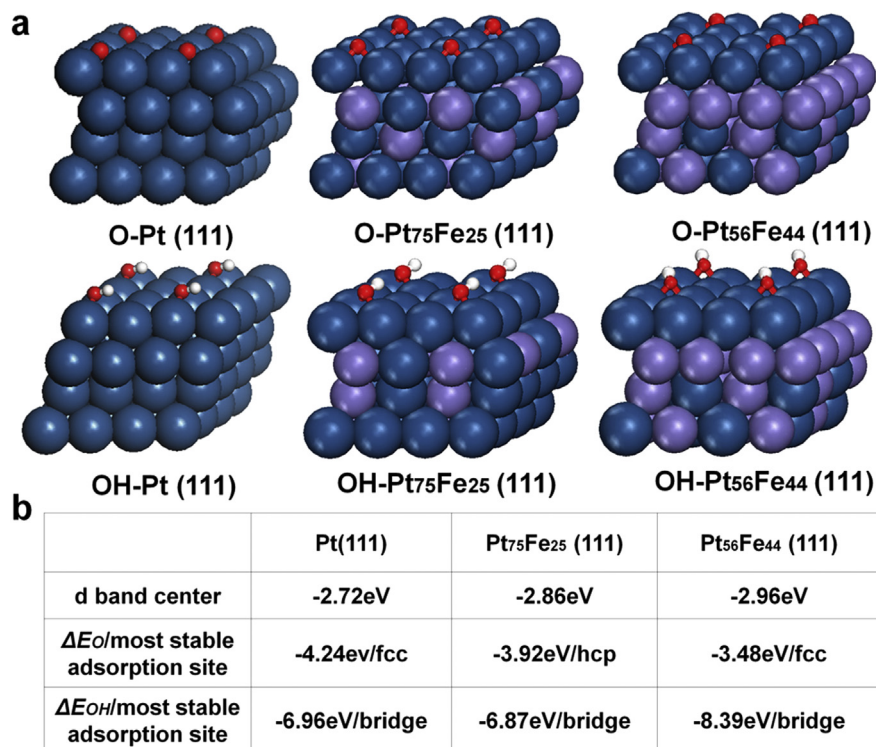 a
O-Pt (111) O-Pt75Fe25 (111) O-Pt56Fe44 (111)
OH-Pt (111) OH-Pt75Fe25 (111) OH-Pt56Fe44 (111)
b
Pt(111) Pt75Fe25 (111) Pt56Fe44 (111)
d band center -2.72eV -2.86eV -2.96eV
ΔEO/most stable
adsorption site -4.24ev/fcc -3.92eV/hcp -3.48eV/fcc
ΔEOH/most stable
adsorption site -6.96eV/bridge -6.87eV/bridge -8.39eV/bridge